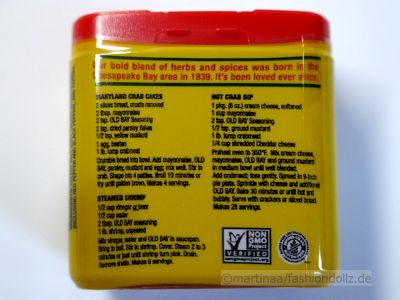 Our bold blend of herbs and spices was born in the
Chesapeake Bay area in 1939. It's been loved ever since.
MARYLAND CRAB CAKES
2 slices bread, crusts removed
2 tbsp. mayonnaise
2 tsp. OLD BAY Seasoning
2 tsp. dried parsley flakes
1/2 tsp. yellow mustard
1 egg, beaten
1 lb. lump crabmeat
Crumble bread into bowl. Add mayonnaise, OLD
BAY, parsley, mustard and egg; mix well. Stir in
crab. Shape into 4 patties. Broil 10 minutes or
fry until golden brown. Makes 4 servings.
STEAMED SHRIMP
1/2 cup vinegar or beer
1/2 cup water
2 tbsp. OLD BAY seasoning
1 lb. shrimp, unpeeled
Mix vinegar, water and OLD BAY in saucepan.
Bring to boil. Stir in shrimp. Cover. Steam 2 to 3
minutes or just until shrimp turn pink. Drain.
Remove shells. Makes 6 servings.
HOT CRAB DIP
1 pkg. (8 oz.) cream cheese, softened
1 cup mayonnaise
2 tsp. OLD BAY Seasoning
1/2 tsp. ground mustard
1 lb. lump crabmeat
1/4 cup shredded Cheddar cheese
Preheat oven to 350°F. Mix cream cheese,
mayonnaise, OLD BAY and ground mustard
in medium bowl until well blended.
Add crabmeat; toss gently. Spread in 9-inch
pie plate. Sprinkle with cheese and additional
OLD BAY. Bake 30 minutes or until hot and
bubbly. Serve with crackers or sliced bread.
Makes 28 servings.
NON
GMO
Project
VERIFIED
©martinaa/fashiondollz.de